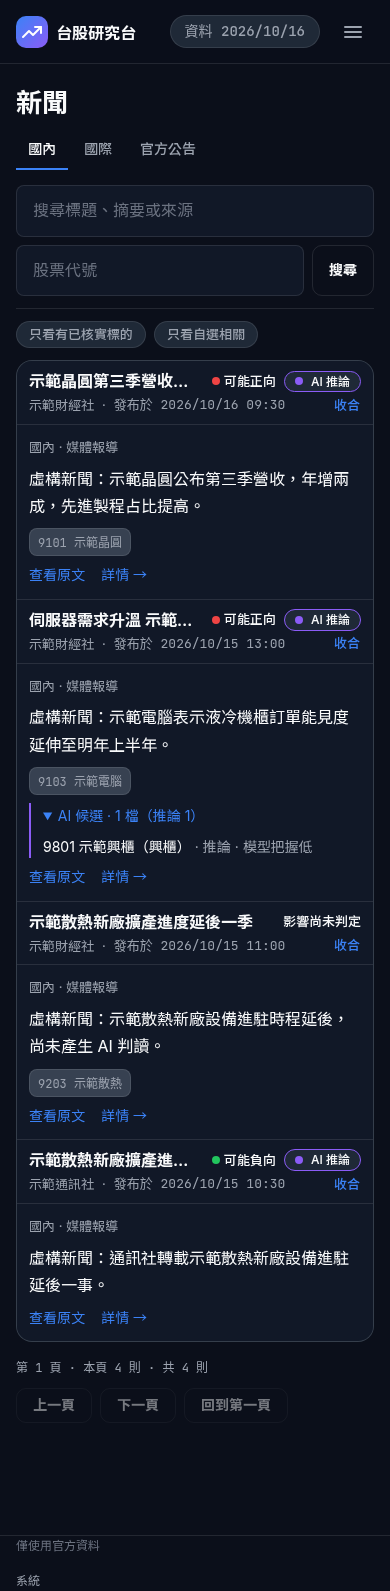 台股研究台
資料 2026/10/16
新聞
國內 國際 官方公告
搜尋標題、摘要或來源
股票代號 搜尋
只看有已核實標的 只看自選相關
示範晶圓第三季營收... 可能正向 AI 推論
示範財經社 · 發布於 2026/10/16 09:30 收合
國內 · 媒體報導
虛構新聞：示範晶圓公布第三季營收，年增兩
成，先進製程占比提高。
9101 示範晶圓
查看原文 詳情 →
伺服器需求升溫 示範... 可能正向 AI 推論
示範財經社 · 發布於 2026/10/15 13:00 收合
國內 · 媒體報導
虛構新聞：示範電腦表示液冷機櫃訂單能見度
延伸至明年上半年。
9103 示範電腦
▼ AI 候選 · 1 檔（推論 1）
9801 示範興櫃（興櫃） · 推論 · 模型把握低
查看原文 詳情 →
示範散熱新廠擴產進度延後一季 影響尚未判定
示範財經社 · 發布於 2026/10/15 11:00 收合
國內 · 媒體報導
虛構新聞：示範散熱新廠設備進駐時程延後，
尚未產生 AI 判讀。
9203 示範散熱
查看原文 詳情 →
示範散熱新廠擴產進... 可能負向 AI 推論
示範通訊社 · 發布於 2026/10/15 10:30 收合
國內 · 媒體報導
虛構新聞：通訊社轉載示範散熱新廠設備進駐
延後一事。
查看原文 詳情 →
第 1 頁 · 本頁 4 則 · 共 4 則
上一頁 下一頁 回到第一頁
僅使用官方資料
系統